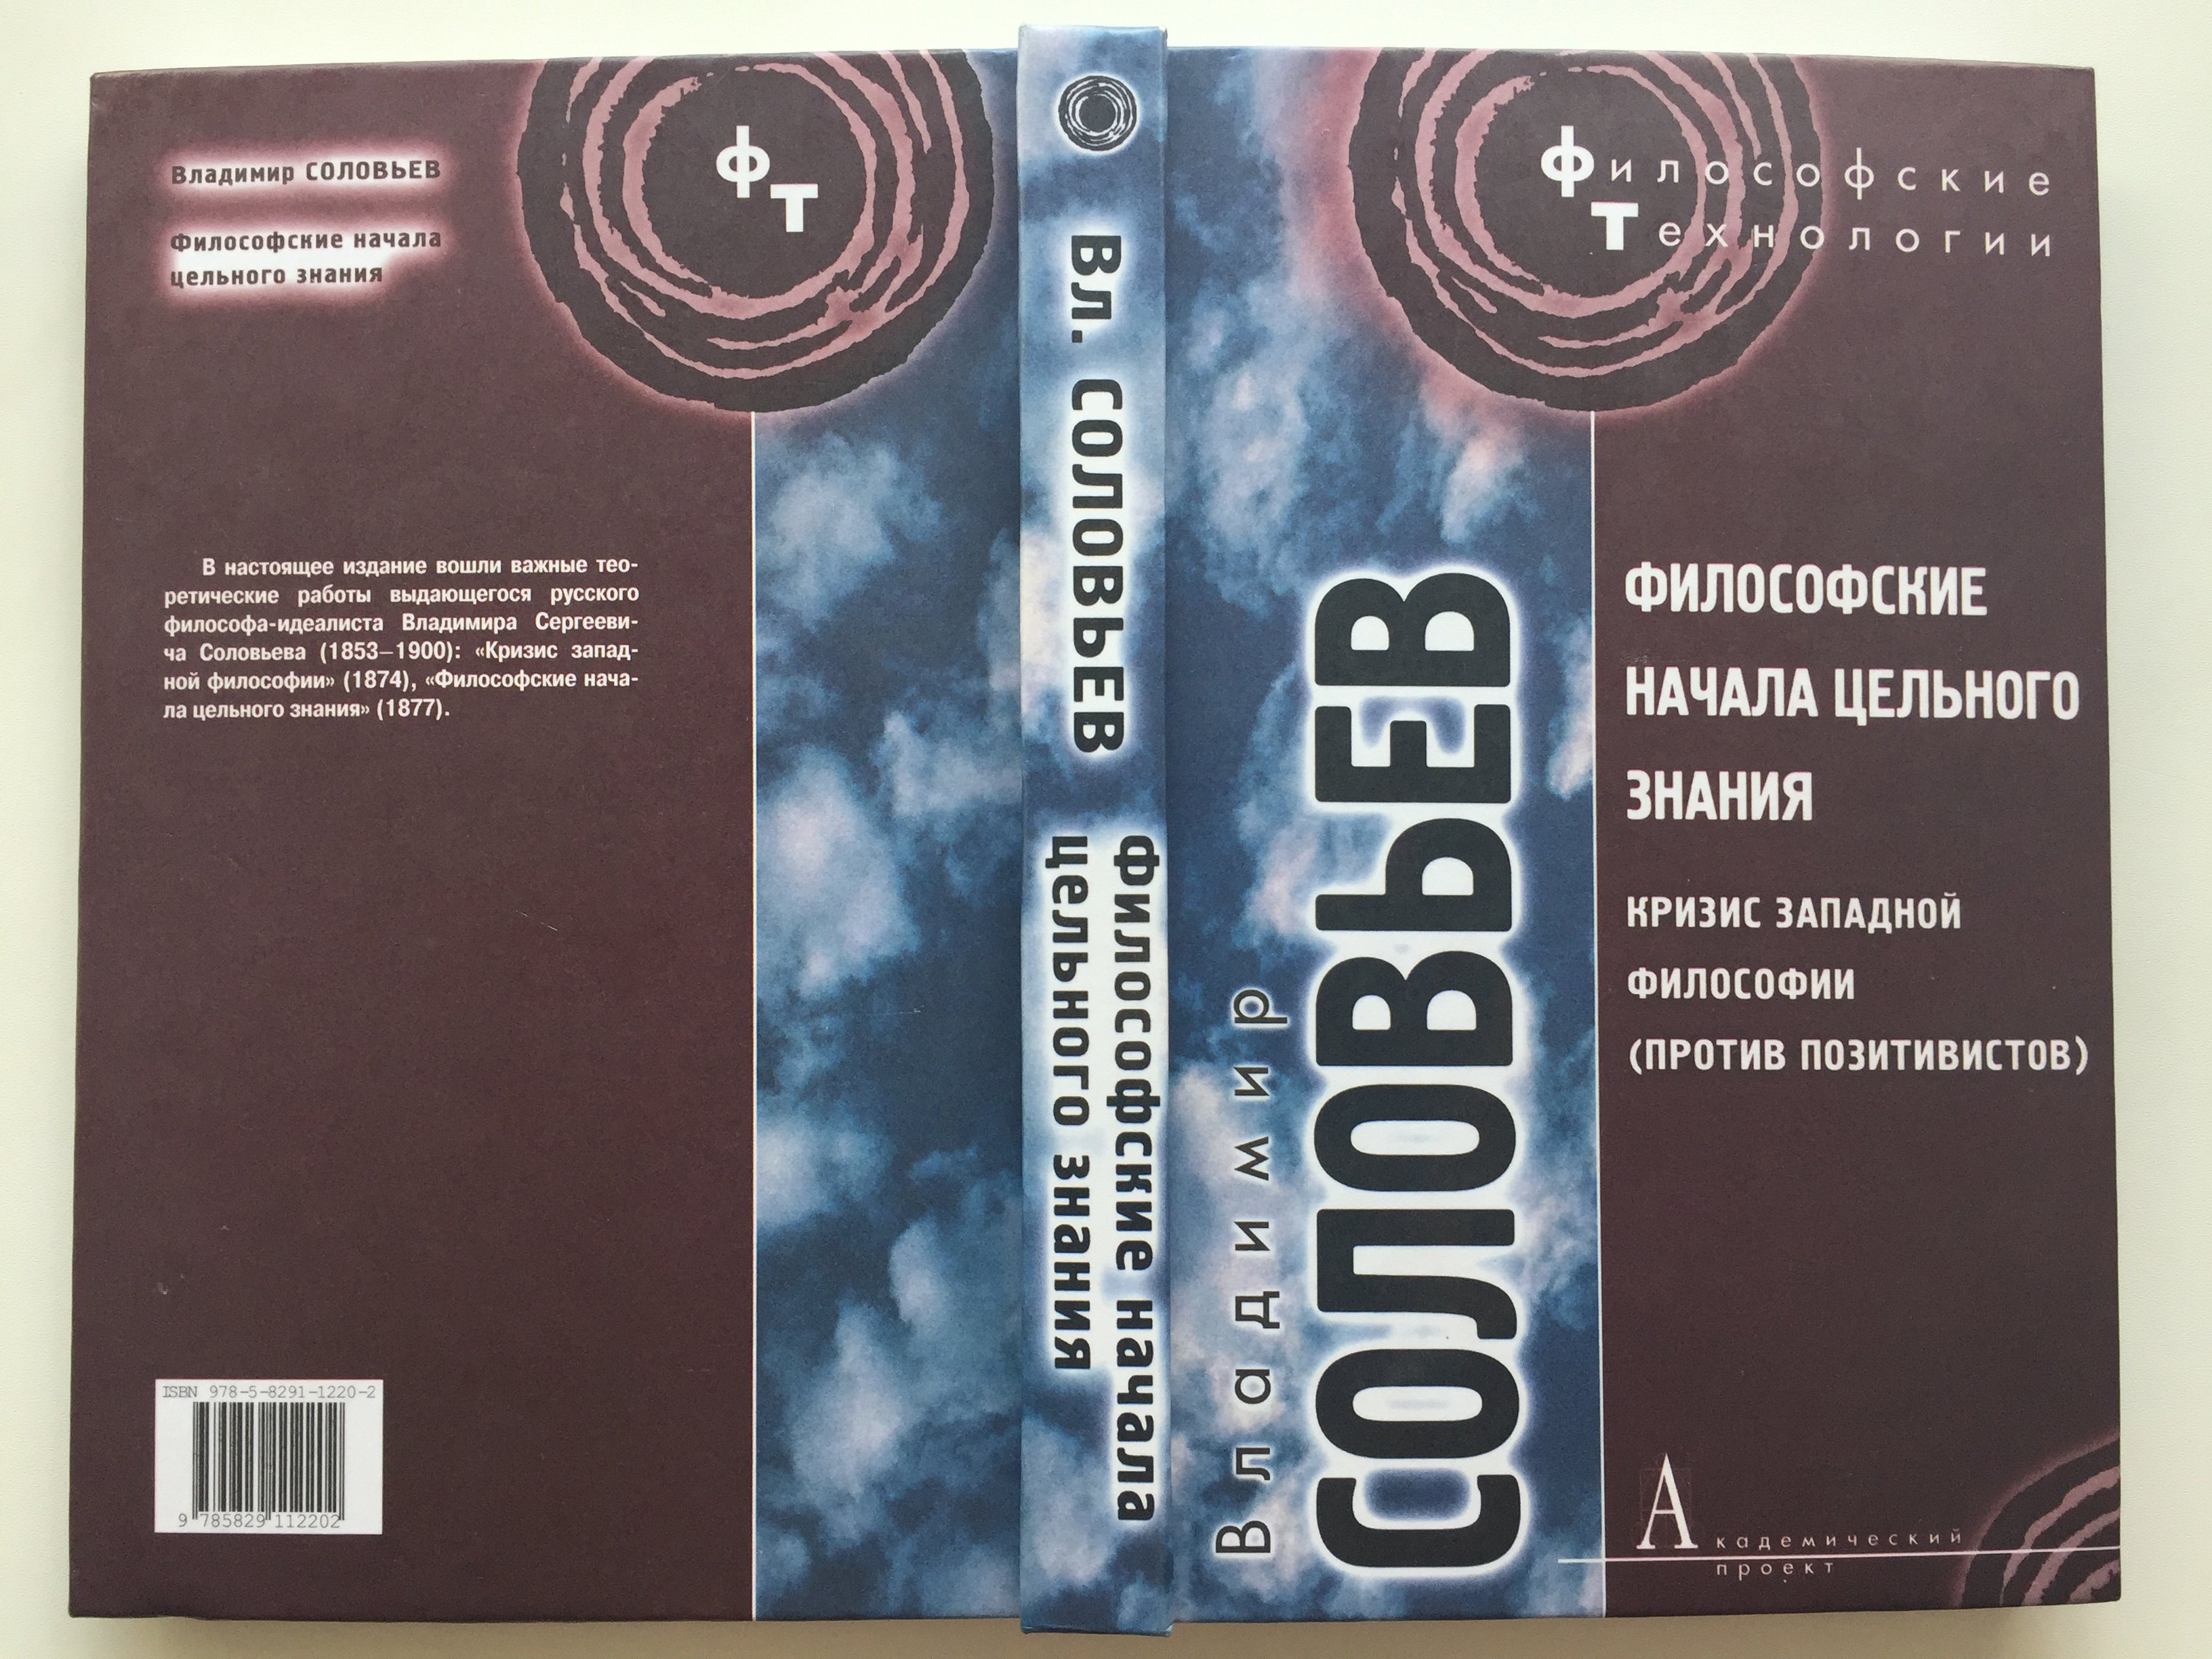 Владимир СОЛОВЬЕВ
Философские начала
цельного знания
ФТ
В настоящее издание вошли важные тео-
ретические работы выдающегося русского
философа-идеалиста Владимира Сергееви-
ча Соловьева (1853–1900): «Кризис запад-
ной философии» (1874), «Философские нача-
ла цельного знания» (1877).
ISBN 978-5-8291-1220-2
9 785829 112202
Вл. СОЛОВЬЕВ
Философские начала
цельного знания
Философские
Технологии
Владимир
СОЛОВЬЕВ
ФИЛОСОФСКИЕ
НАЧАЛА ЦЕЛЬНОГО
ЗНАНИЯ
КРИЗИС ЗАПАДНОЙ
ФИЛОСОФИИ
(ПРОТИВ ПОЗИТИВИСТОВ)
Академический
проект